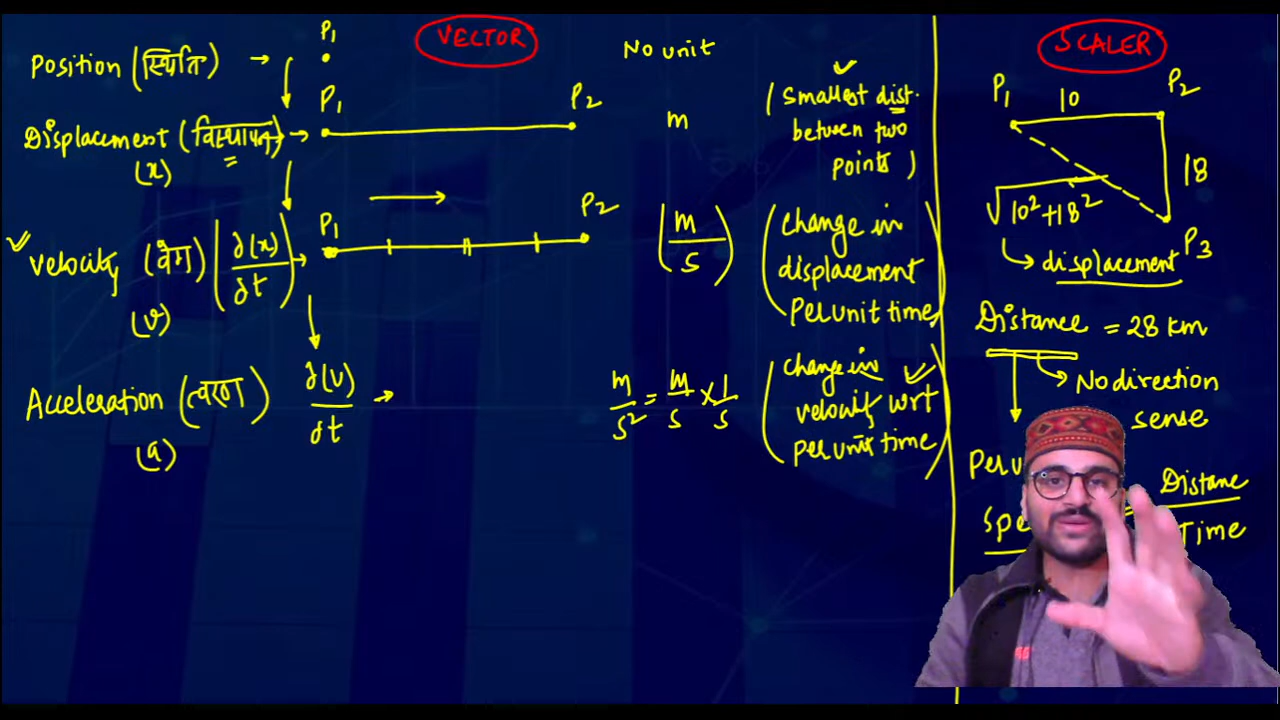 VECTOR
Position (स्थिति) → P1
No unit
Displacement (विस्थापन) → P1 P2
(x)
m
( Smallest dist.
between two
points )
Velocity (वेग) (∂(x)/∂t) → P1 P2
(v)
(m/s)
(change in
displacement
Per unit time)
Acceleration (त्वरण) ∂(v)/∂t →
(a)
m/s² = m/s × 1/s
(change in
velocity wrt
per unit time)
SCALER
P1 10 P2
18
√10²+18²
P3
↳ displacement
Distance = 28 km
No direction
sense
Per
Distane
= 
Time